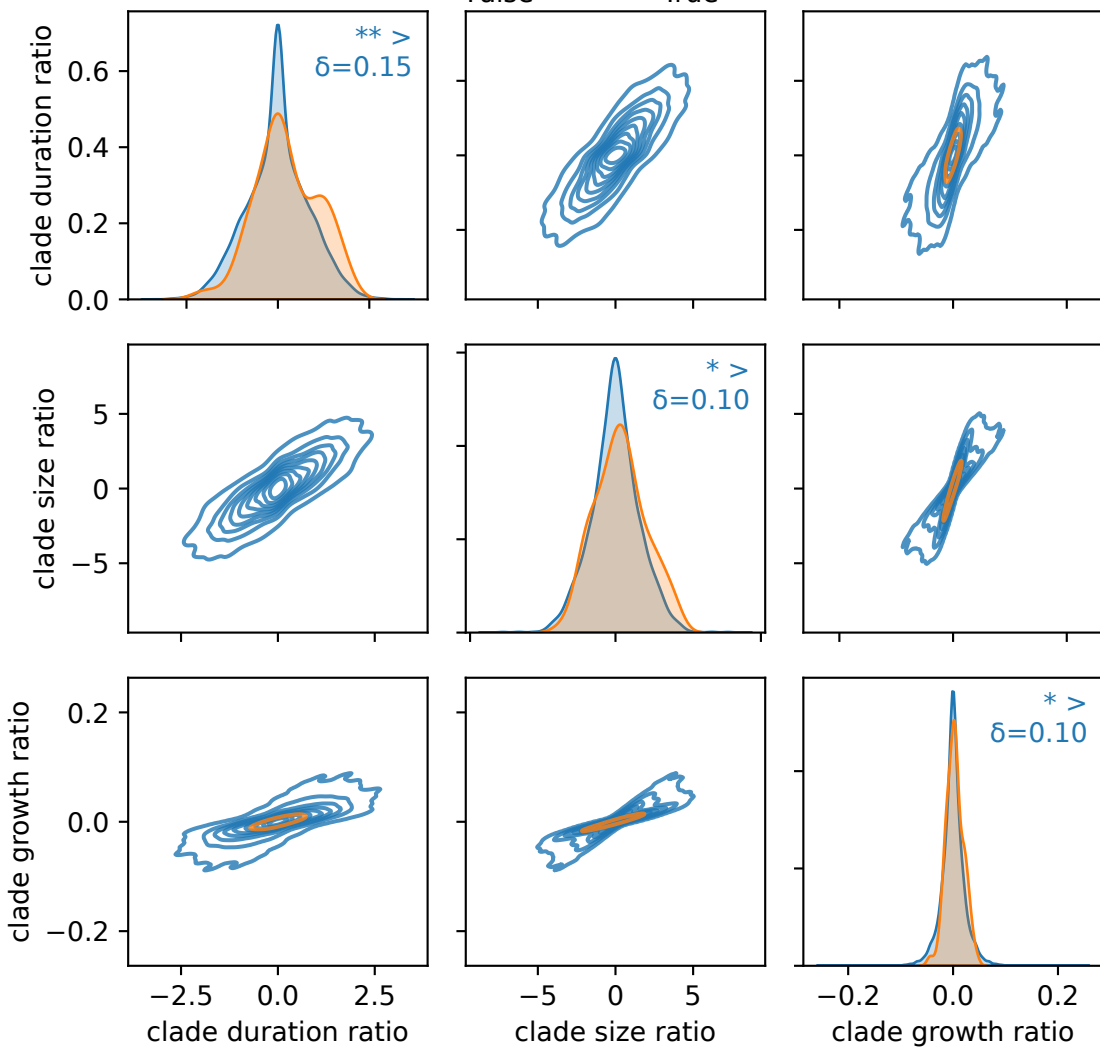 raise True
clade duration ratio
0.6
0.4
0.2
0.0
** >
δ=0.15
clade size ratio
5
0
−5
* >
δ=0.10
clade growth ratio
0.2
0.0
−0.2
* >
δ=0.10
−2.5 0.0 2.5
−5 0 5
−0.2 0.0 0.2
clade duration ratio
clade size ratio
clade growth ratio